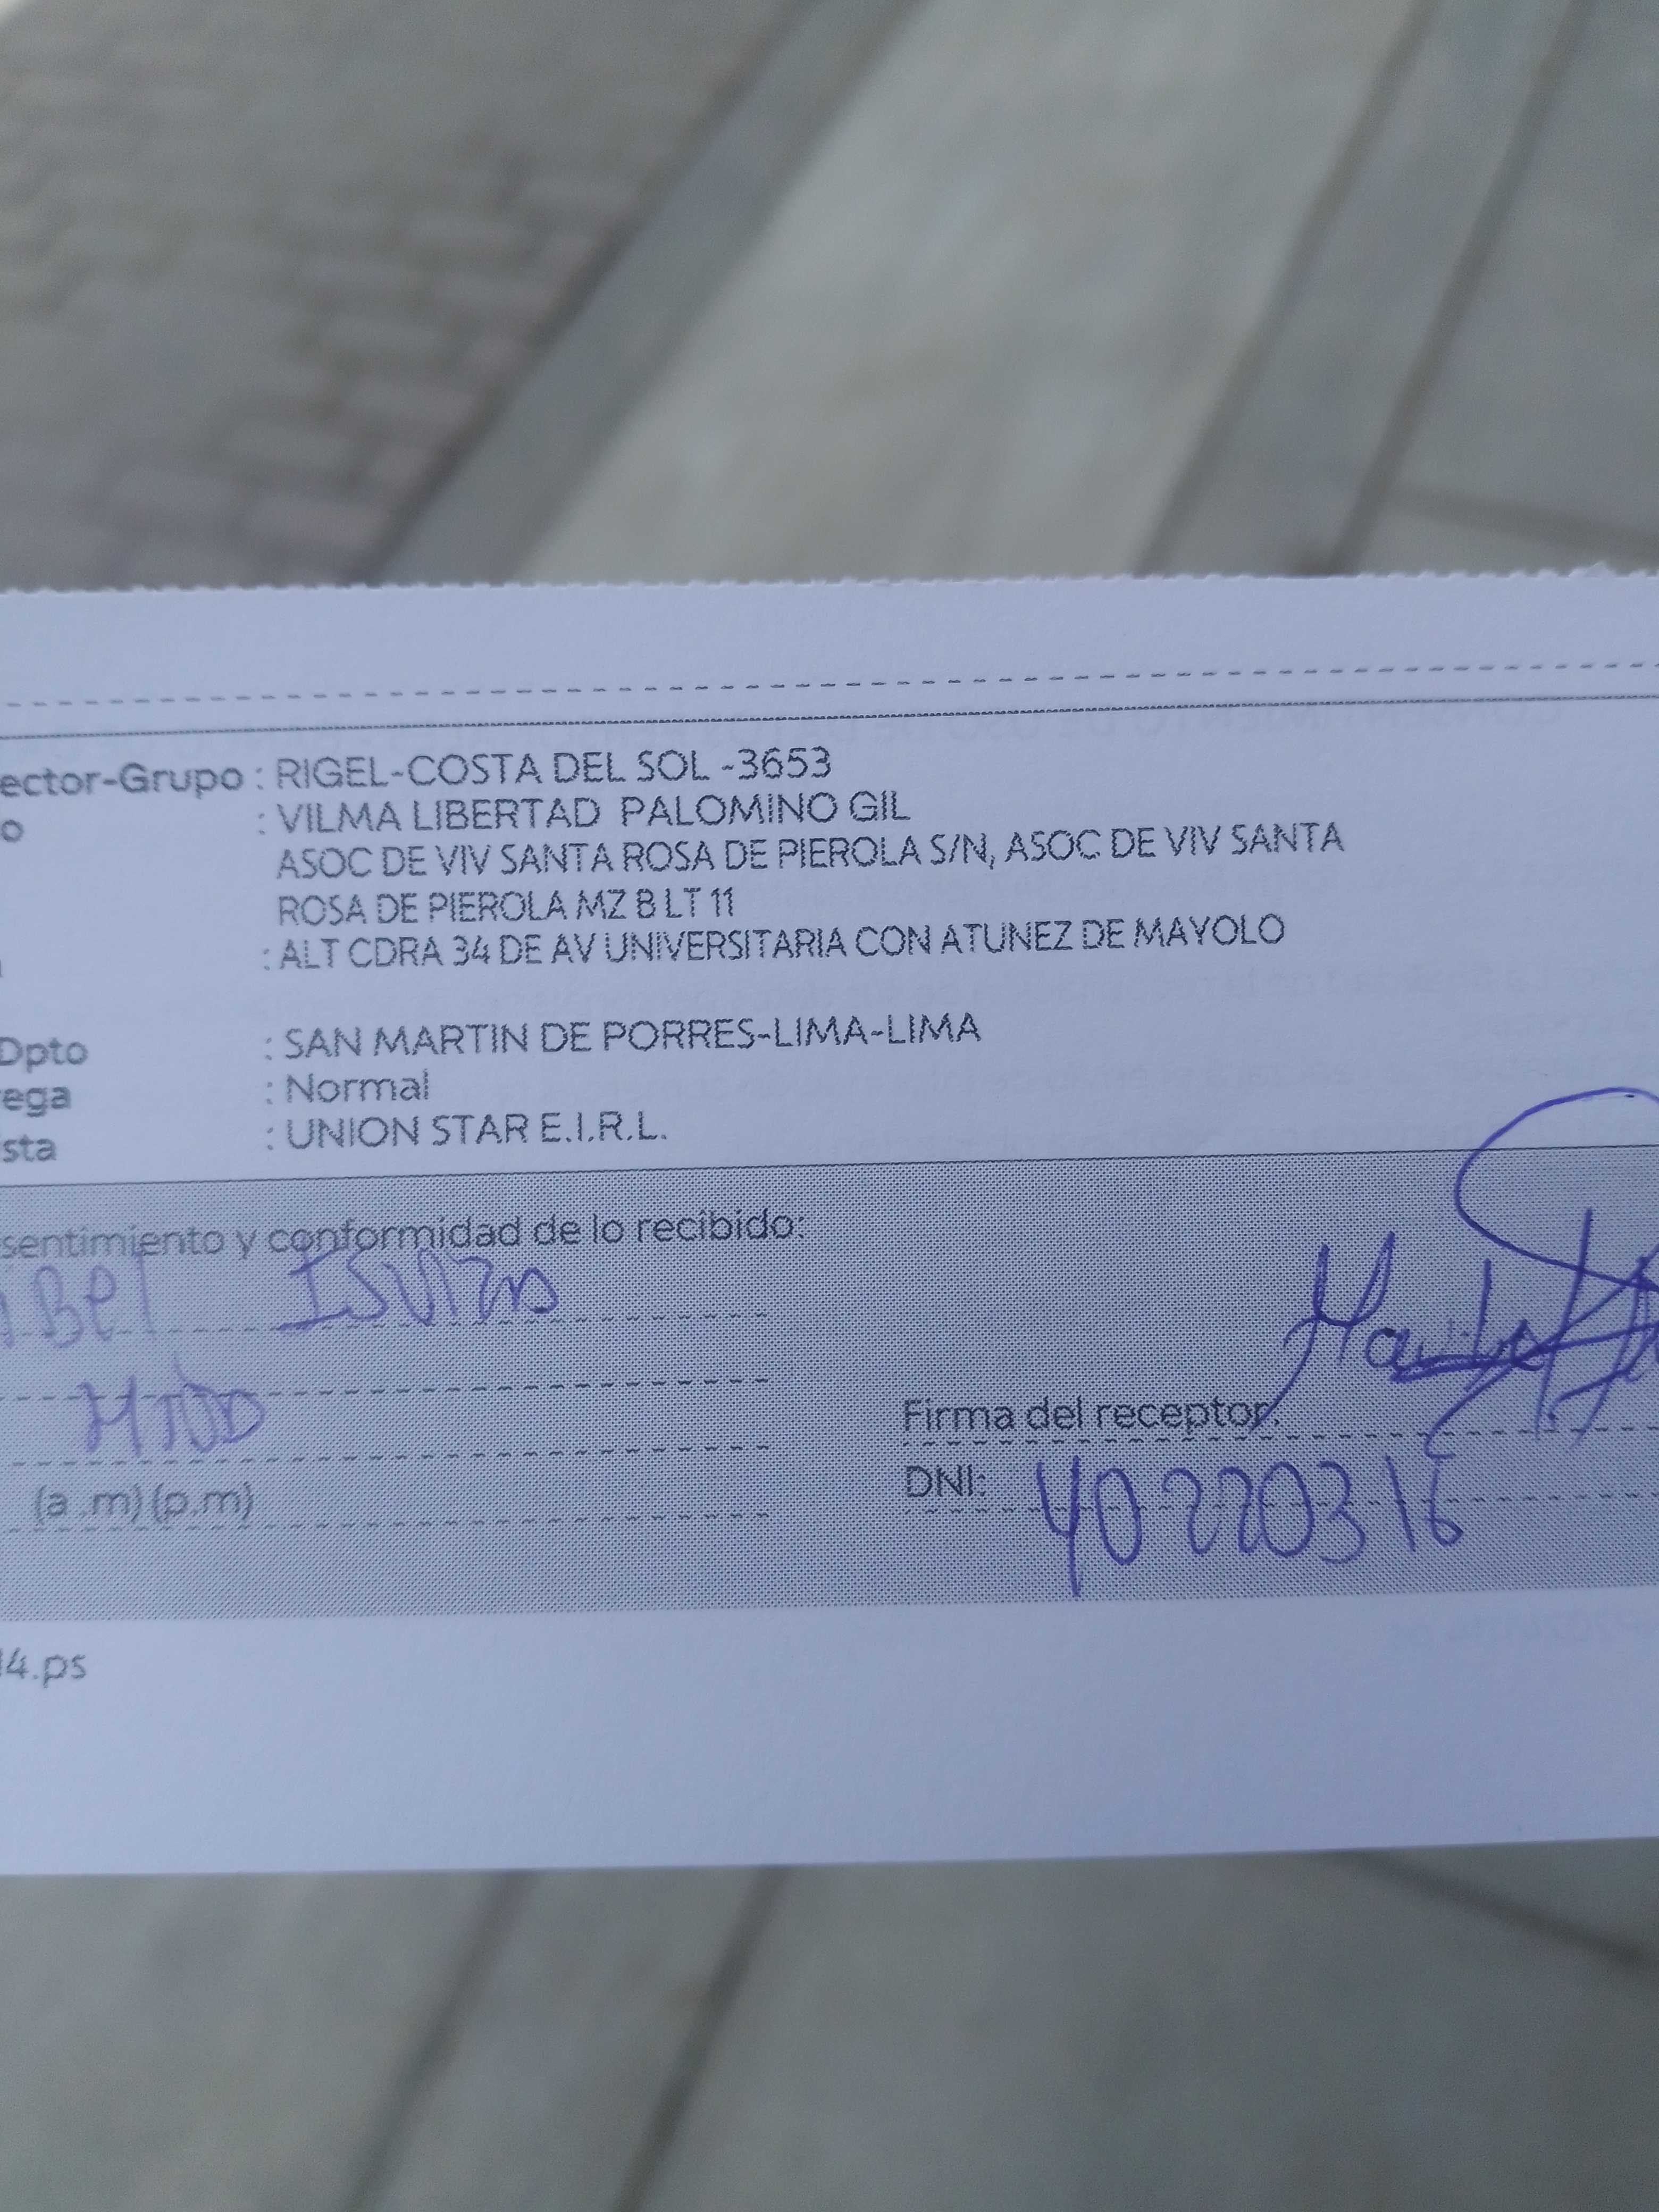 ector-Grupo : RIGEL-COSTA DEL SOL -3653
o : VILMA LIBERTAD PALOMINO GIL
ASOC DE VIV SANTA ROSA DE PIEROLA S/N, ASOC DE VIV SANTA
ROSA DE PIEROLA MZ B LT 11
: ALT CDRA 34 DE AV UNIVERSITARIA CON ATUNEZ DE MAYOLO
Dpto : SAN MARTIN DE PORRES-LIMA-LIMA
ega : Normal
sta : UNION STAR E.I.R.L.
sentimiento y conformidad de lo recibido:
Bel
Firma del receptor:
DNI: 40220316
(a .m) (p.m)
14.ps